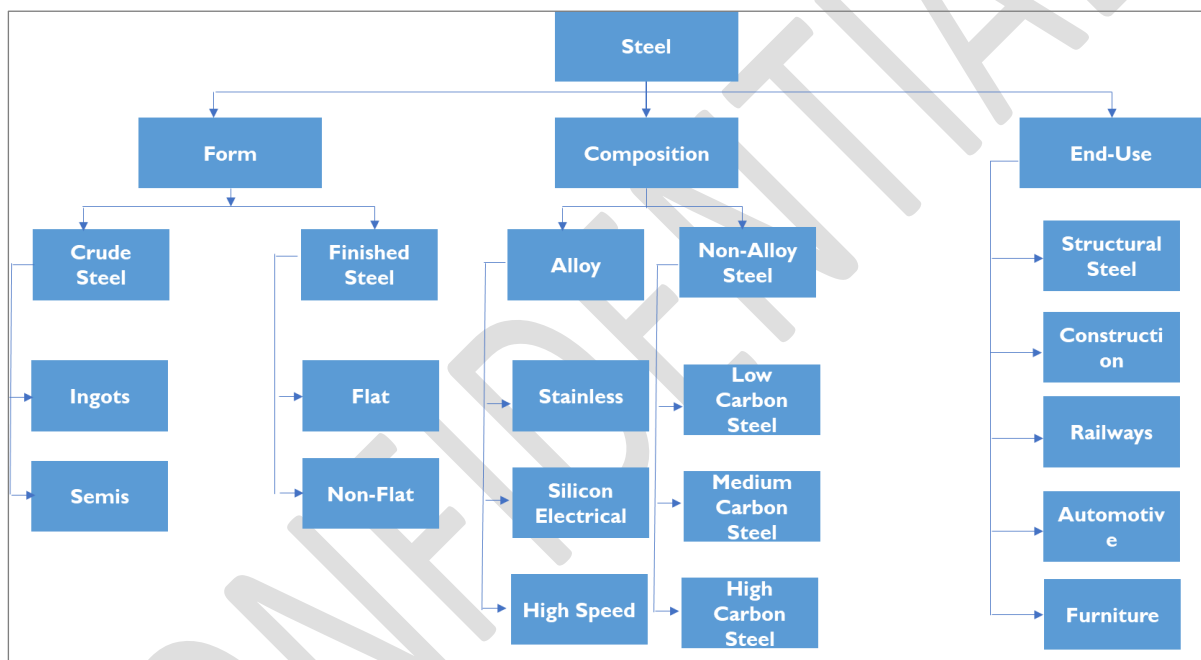 Steel
Form
Composition
End-Use
Crude
Steel
Finished
Steel
Alloy
Non-Alloy
Steel
Structural
Steel
Ingots
Flat
Stainless
Low
Carbon
Steel
Constructi
on
Semis
Non-Flat
Silicon
Electrical
Medium
Carbon
Steel
Railways
High Speed
High
Carbon
Steel
Automotiv
e
Furniture
CONFIDENTIAL